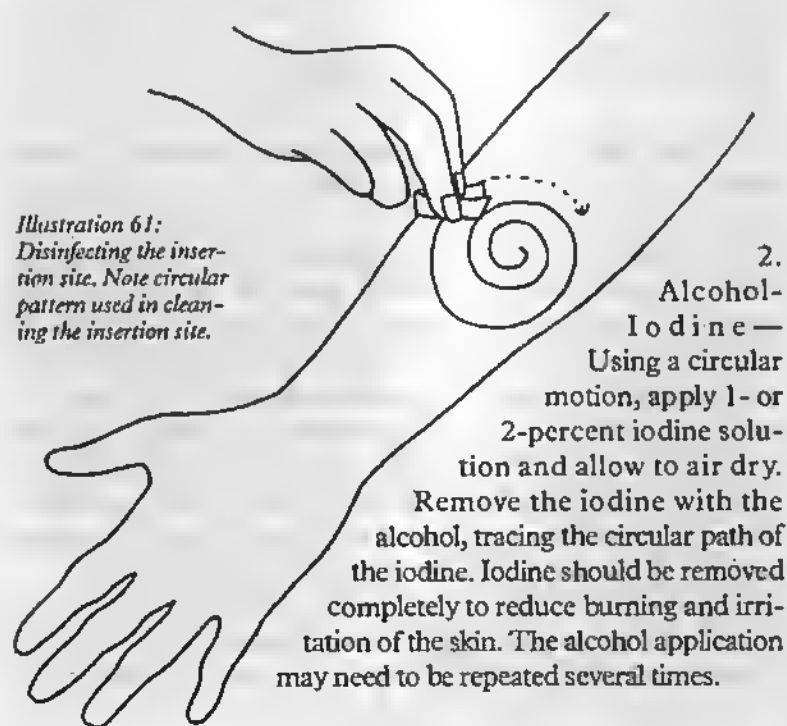 Illustration 61:
Disinfecting the inser-
tion site. Note circular
pattern used in clean-
ing the insertion site.
2.
Alcohol-
Iodine—
Using a circular
motion, apply 1- or
2-percent iodine solu-
tion and allow to air dry.
Remove the iodine with the
alcohol, tracing the circular path of
the iodine. Iodine should be removed
completely to reduce burning and irri-
tation of the skin. The alcohol application
may need to be repeated several times.